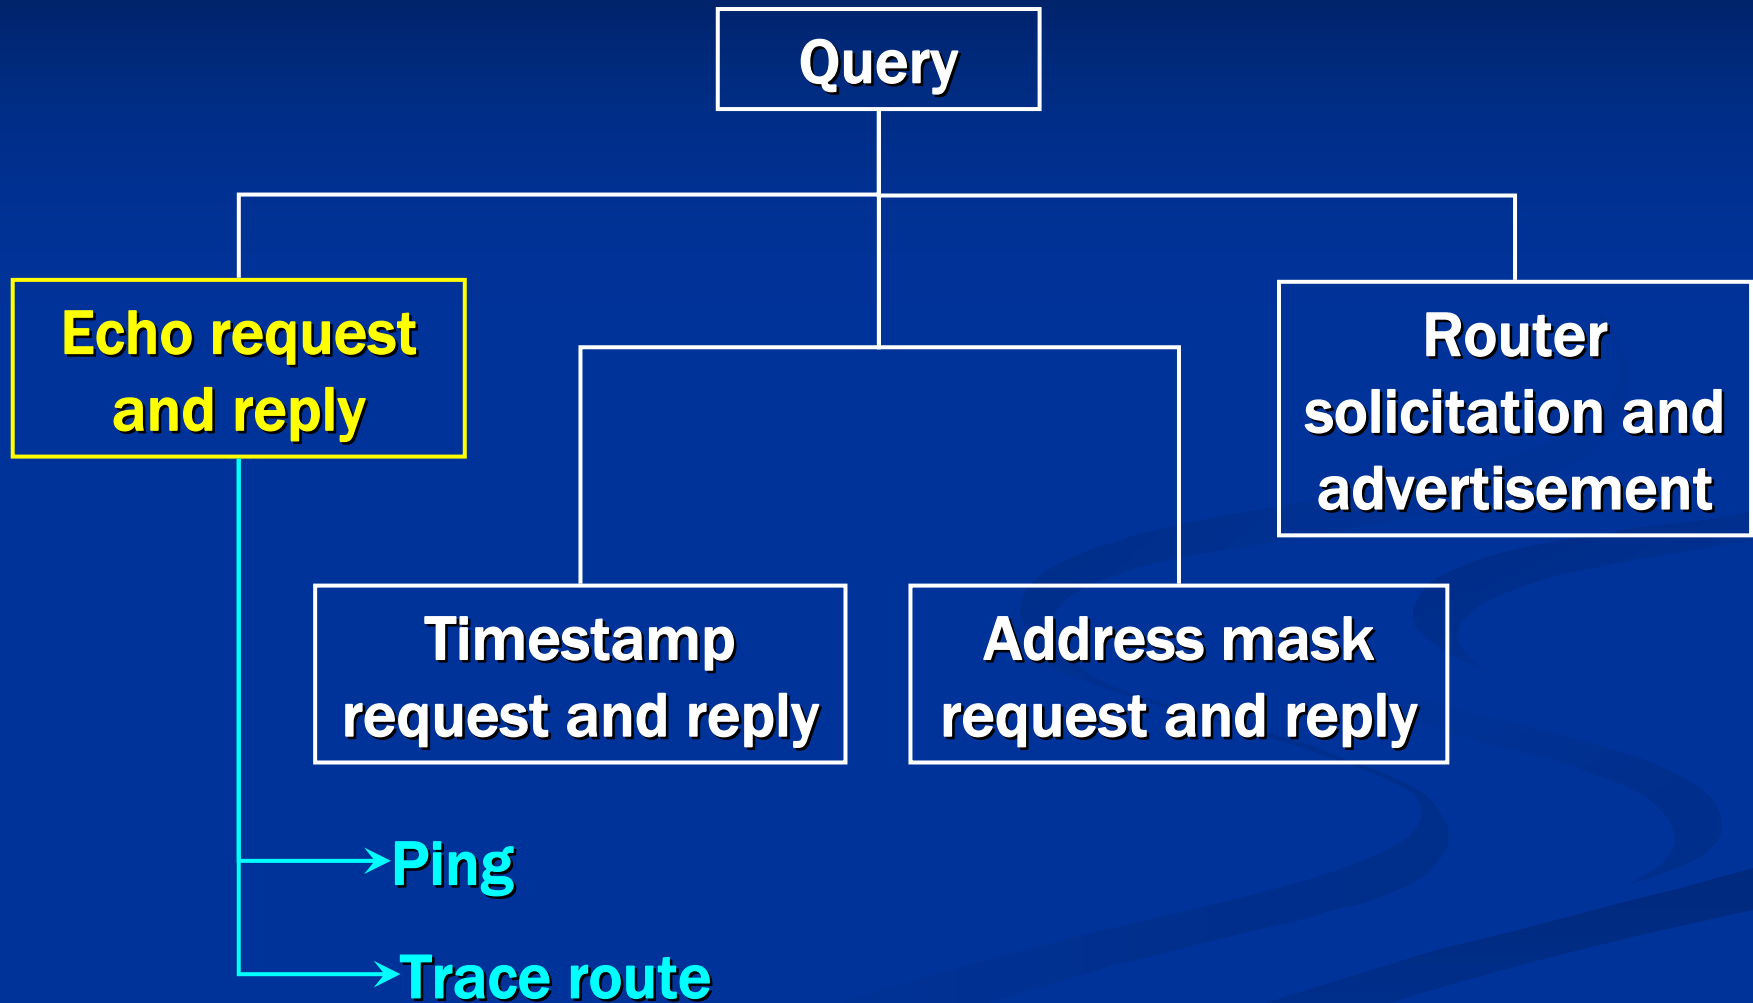 Query
Echo request
and reply
Router
solicitation and
advertisement
Timestamp
request and reply
Address mask
request and reply
Ping
Trace route